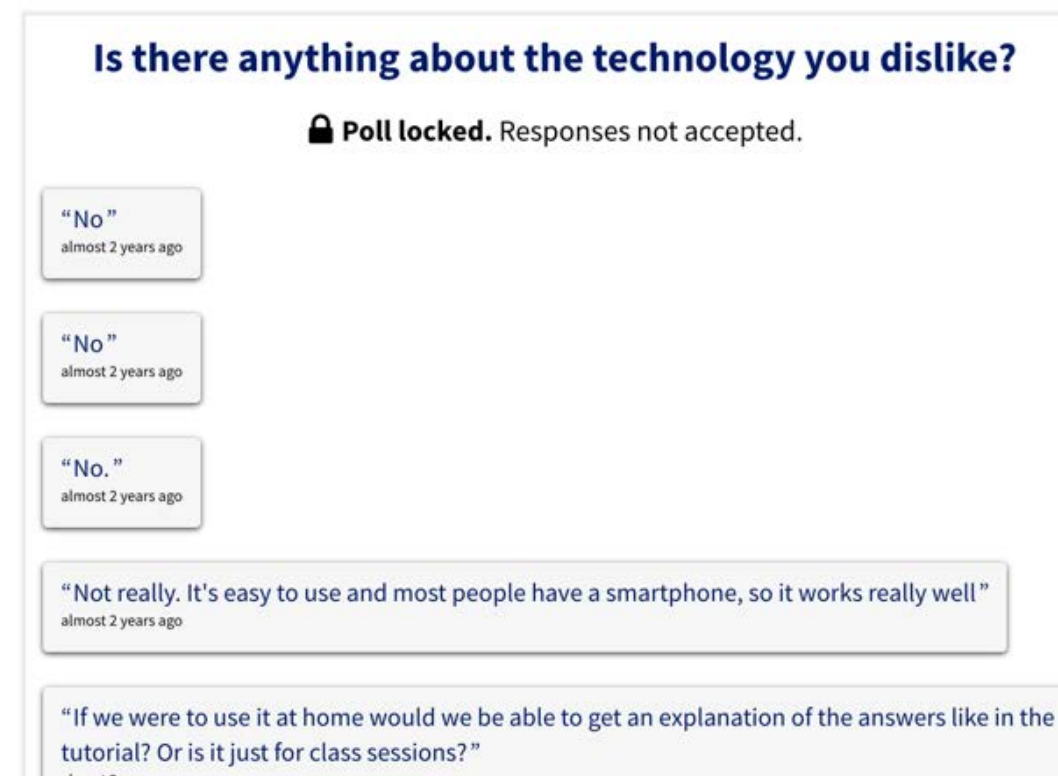 Is there anything about the technology you dislike?
Poll locked. Responses not accepted.
“No”
almost 2 years ago
“No”
almost 2 years ago
“No.”
almost 2 years ago
“Not really. It's easy to use and most people have a smartphone, so it works really well”
almost 2 years ago
“If we were to use it at home would we be able to get an explanation of the answers like in the
tutorial? Or is it just for class sessions?”